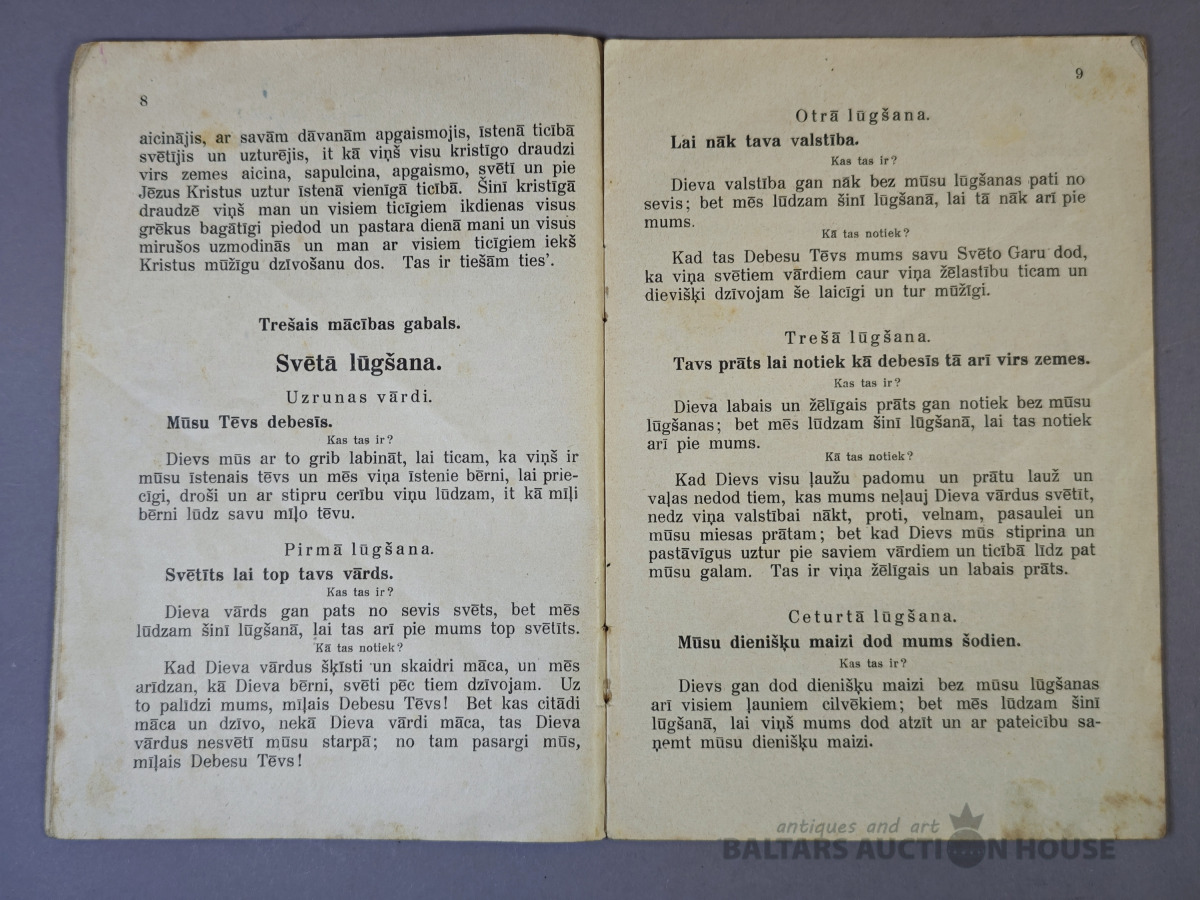 8
aicinājis, ar savām dāvanām apgaismojis, īstenā ticībā
svētījis un uzturējis, it kā viņš visu kristīgo draudzi
virs zemes aicina, sapulcina, apgaismo, svētī un pie
Jēzus Kristus uztur īstenā vienīgā ticībā. Šinī kristīgā
draudzē viņš man un visiem ticīgiem ikdienas visus
grēkus bagātīgi piedod un pastara dienā mani un visus
mirušos uzmodinās un man ar visiem ticīgiem iekš
Kristus mūžīgu dzīvošanu dos. Tas ir tiešām ties’.
Trešais mācības gabals.
Svētā lūgšana.
Uzrunas vārdi.
Mūsu Tēvs debesīs.
Kas tas ir?
Dievs mūs ar to grib labināt, lai ticam, ka viņš ir
mūsu īstenais tēvs un mēs viņa īstenie bērni, lai prie-
cīgi, droši un ar stipru cerību viņu lūdzam, it kā mīļi
bērni lūdz savu mīļo tēvu.
Pirmā lūgšana.
Svētīts lai top tavs vārds.
Kas tas ir?
Dieva vārds gan pats no sevis svēts, bet mēs
lūdzam šinī lūgšanā, lai tas arī pie mums top svētīts.
Kā tas notiek?
Kad Dieva vārdus šķīsti un skaidri māca, un mēs
arīdzan, kā Dieva bērni, svēti pēc tiem dzīvojam. Uz
to palīdzi mums, mīļais Debesu Tēvs! Bet kas citādi
māca un dzīvo, nekā Dieva vārdi māca, tas Dieva
vārdus nesvētī mūsu starpā; no tam pasargi mūs,
mīļais Debesu Tēvs!
9
Otrā lūgšana.
Lai nāk tava valstība.
Kas tas ir?
Dieva valstība gan nāk bez mūsu lūgšanas pati no
sevis; bet mēs lūdzam šinī lūgšanā, lai tā nāk arī pie
mums.
Kā tas notiek?
Kad tas Debesu Tēvs mums savu Svēto Garu dod,
ka viņa svētiem vārdiem caur viņa žēlastību ticam un
dievišķi dzīvojam še laicīgi un tur mūžīgi.
Trešā lūgšana.
Tavs prāts lai notiek kā debesīs tā arī virs zemes.
Kas tas ir?
Dieva labais un žēlīgais prāts gan notiek bez mūsu
lūgšanas; bet mēs lūdzam šinī lūgšanā, lai tas notiek
arī pie mums.
Kā tas notiek?
Kad Dievs visu ļaužu padomu un prātu lauž un
vaļas nedod tiem, kas mums neļauj Dieva vārdus svētīt,
nedz viņa valstībai nākt, proti, velnam, pasaulei un
mūsu miesas prātam; bet kad Dievs mūs stiprina un
pastāvīgus uztur pie saviem vārdiem un ticībā līdz pat
mūsu galam. Tas ir viņa žēlīgais un labais prāts.
Ceturtā lūgšana.
Mūsu dienišķu maizi dod mums šodien.
Kas tas ir?
Dievs gan dod dienišķu maizi bez mūsu lūgšanas
arī visiem ļauniem cilvēkiem; bet mēs lūdzam šinī
lūgšanā, lai viņš mums dod atzīt un ar pateicību sa-
ņemt mūsu dienišķu maizi.
antiques and art
BALTARS AUCTION HOUSE